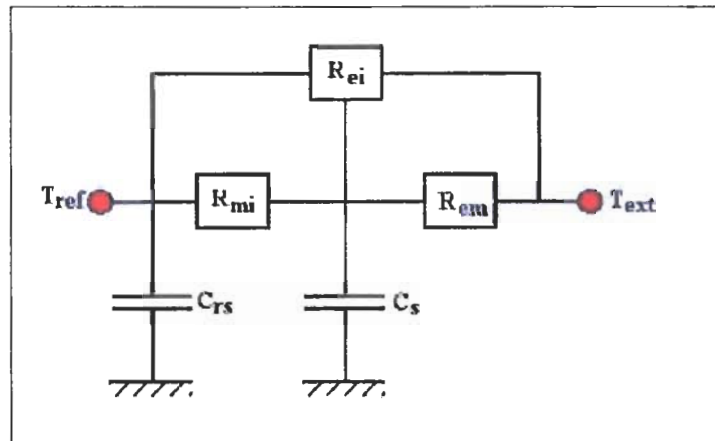 Rei
Tref
Rmi
Rem
Text
Crs
Cs